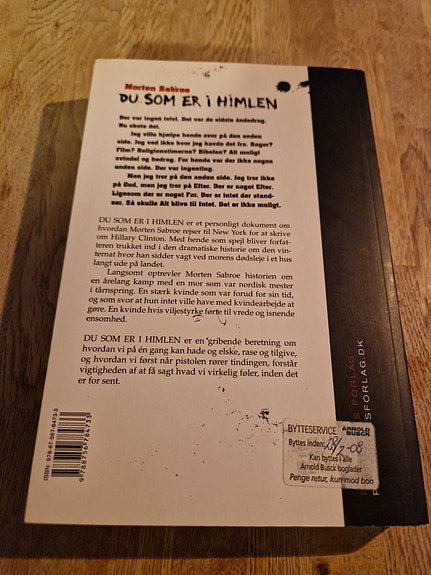 Morten Sabroe
DU SOM ER I HIMLEN
Der var ingen tvivl. Det var de sidste åndedrag.
Nu skete det.
Jeg ville hjælpe hende over på den anden
side. Jeg ved ikke hvor jeg havde det fra. Bøger?
Film? Religionstimerne? Bibelen? Alt muligt
svindel og bedrag. For hende var der ikke nogen
anden side. Der var ingenting.
Men jeg tror på den anden side. Jeg tror ikke
på Gud, men jeg tror på Efter. Der er noget Efter.
Ligesom der er noget Før. Der er intet der stand-
ser. Så skulle Alt blive til Intet. Det er ikke muligt.
DU SOM ER I HIMLEN er et personligt dokument om
hvordan Morten Sabroe rejser til New York for at skrive
om Hillary Clinton. Med hende som spejl bliver forfat-
teren trukket ind i den dramatiske historie om den vin-
ternat hvor han sidder vagt ved morens dødsleje i et hus
langt ude på landet.
Langsomt optrevler Morten Sabroe historien om
en årelang kamp med en mor som var nordisk mester
i tårnspring. En stærk kvinde som var forud for sin tid,
og som svor at hun intet ville have med kvindearbejde at
gøre. En kvinde hvis viljestyrke førte til vrede og isnende
ensomhed.
DU SOM ER I HIMLEN er en gribende beretning om
hvordan vi på én gang kan hade og elske, rase og tilgive,
og hvordan vi først når pistolen rører tindingen, forstår
vigtigheden af at få sagt hvad vi virkelig føler, inden det
er for sent.
S FORLAG
SFORLAG.DK
BYTTESERVICE ARNOLD BUSCK
Byttes inden:
Kan byttes i alle
Arnold Busck boglader
Penge retur, kun mod bon